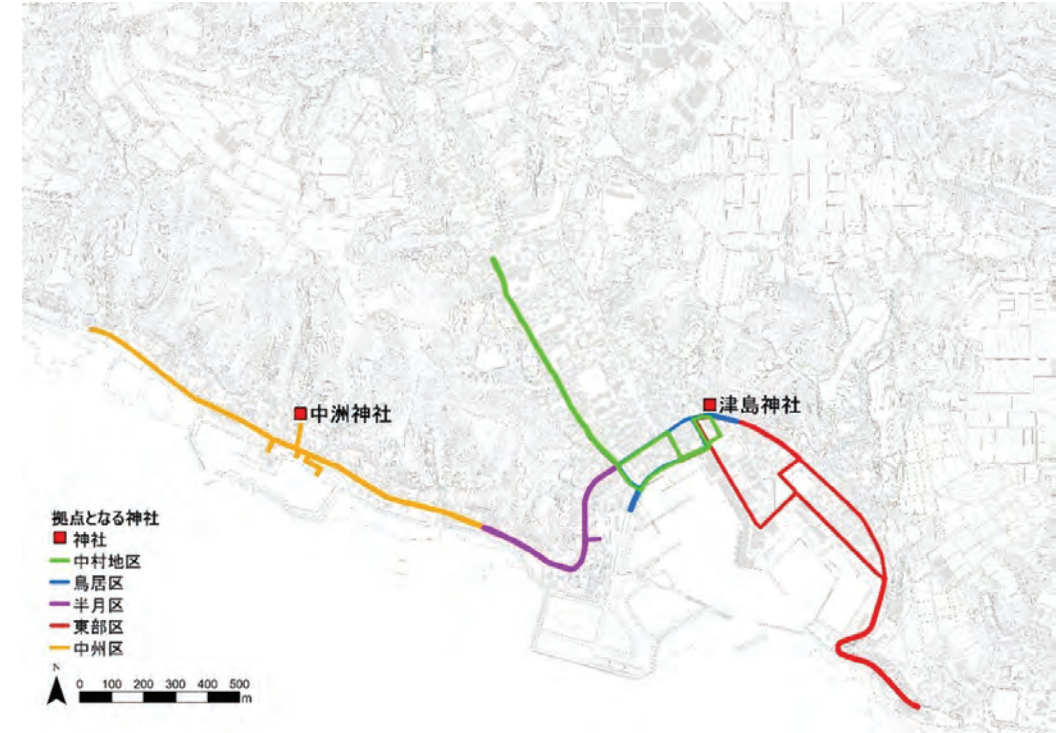 中洲神社
津島神社
拠点となる神社
神社
中村地区
鳥居区
半月区
東部区
中州区
N
0 100 200 300 400 500
m